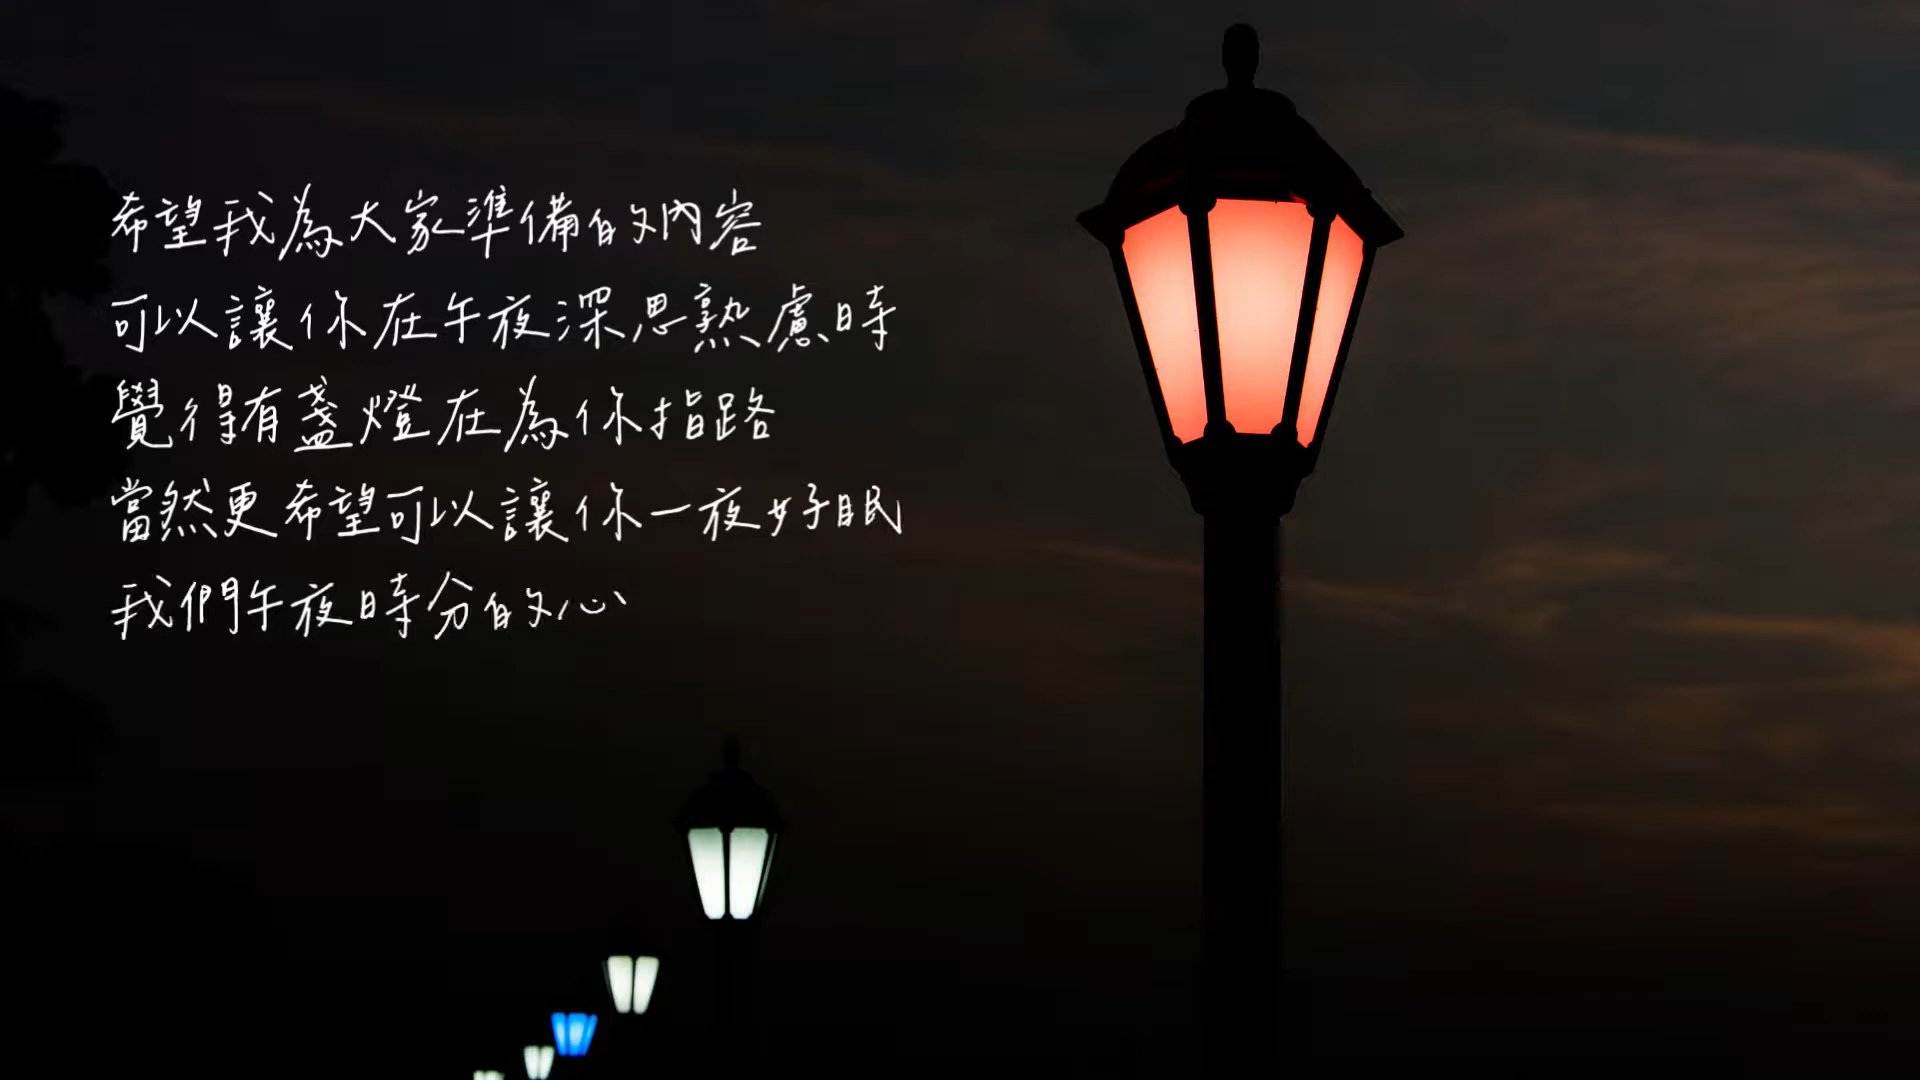 希望我為大家準備的內容
可以讓你在午夜深思熟慮時
覺得有盞燈在為你指路
當然更希望可以讓你一夜好眠
我們午夜時分的心